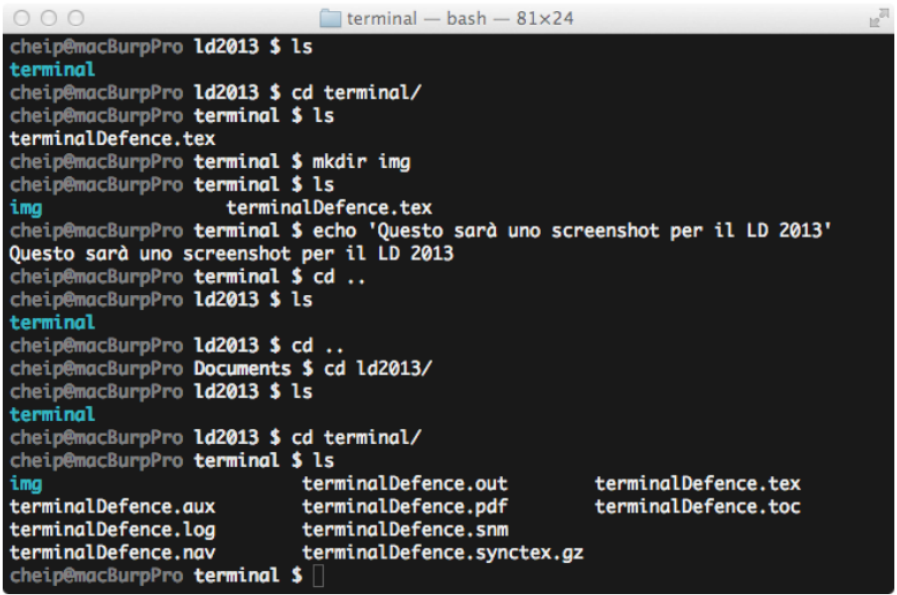 terminal — bash — 81×24
cheip@macBurpPro ld2013 $ ls
terminal
cheip@macBurpPro ld2013 $ cd terminal/
cheip@macBurpPro terminal $ ls
terminalDefence.tex
cheip@macBurpPro terminal $ mkdir img
cheip@macBurpPro terminal $ ls
img terminalDefence.tex
cheip@macBurpPro terminal $ echo 'Questo sarà uno screenshot per il LD 2013'
Questo sarà uno screenshot per il LD 2013
cheip@macBurpPro terminal $ cd ..
cheip@macBurpPro ld2013 $ ls
terminal
cheip@macBurpPro ld2013 $ cd ..
cheip@macBurpPro Documents $ cd ld2013/
cheip@macBurpPro ld2013 $ ls
terminal
cheip@macBurpPro ld2013 $ cd terminal/
cheip@macBurpPro terminal $ ls
img terminalDefence.out terminalDefence.tex
terminalDefence.aux terminalDefence.pdf terminalDefence.toc
terminalDefence.log terminalDefence.snm
terminalDefence.nav terminalDefence.synctex.gz
cheip@macBurpPro terminal $